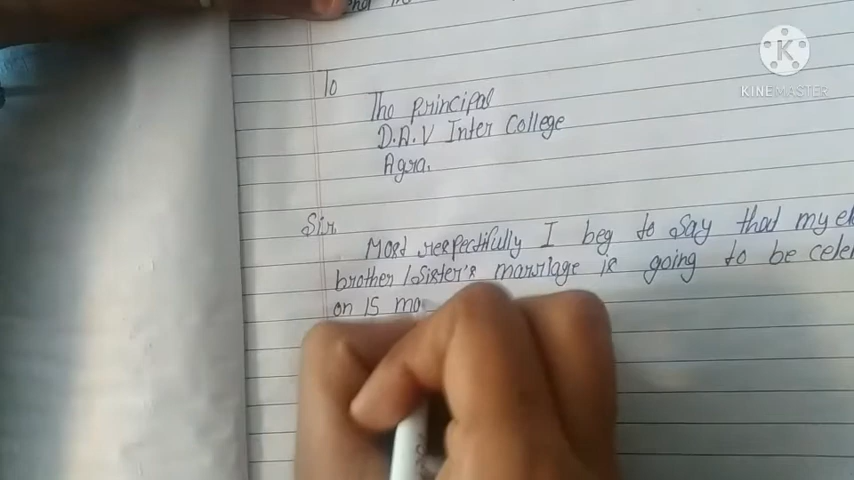 To
The principal
D.A.V Inter College
Agra.
Sir.
Most respectfully I beg to say that my
brother / sister's marriage is going to be
on 15
K
KINEMASTER